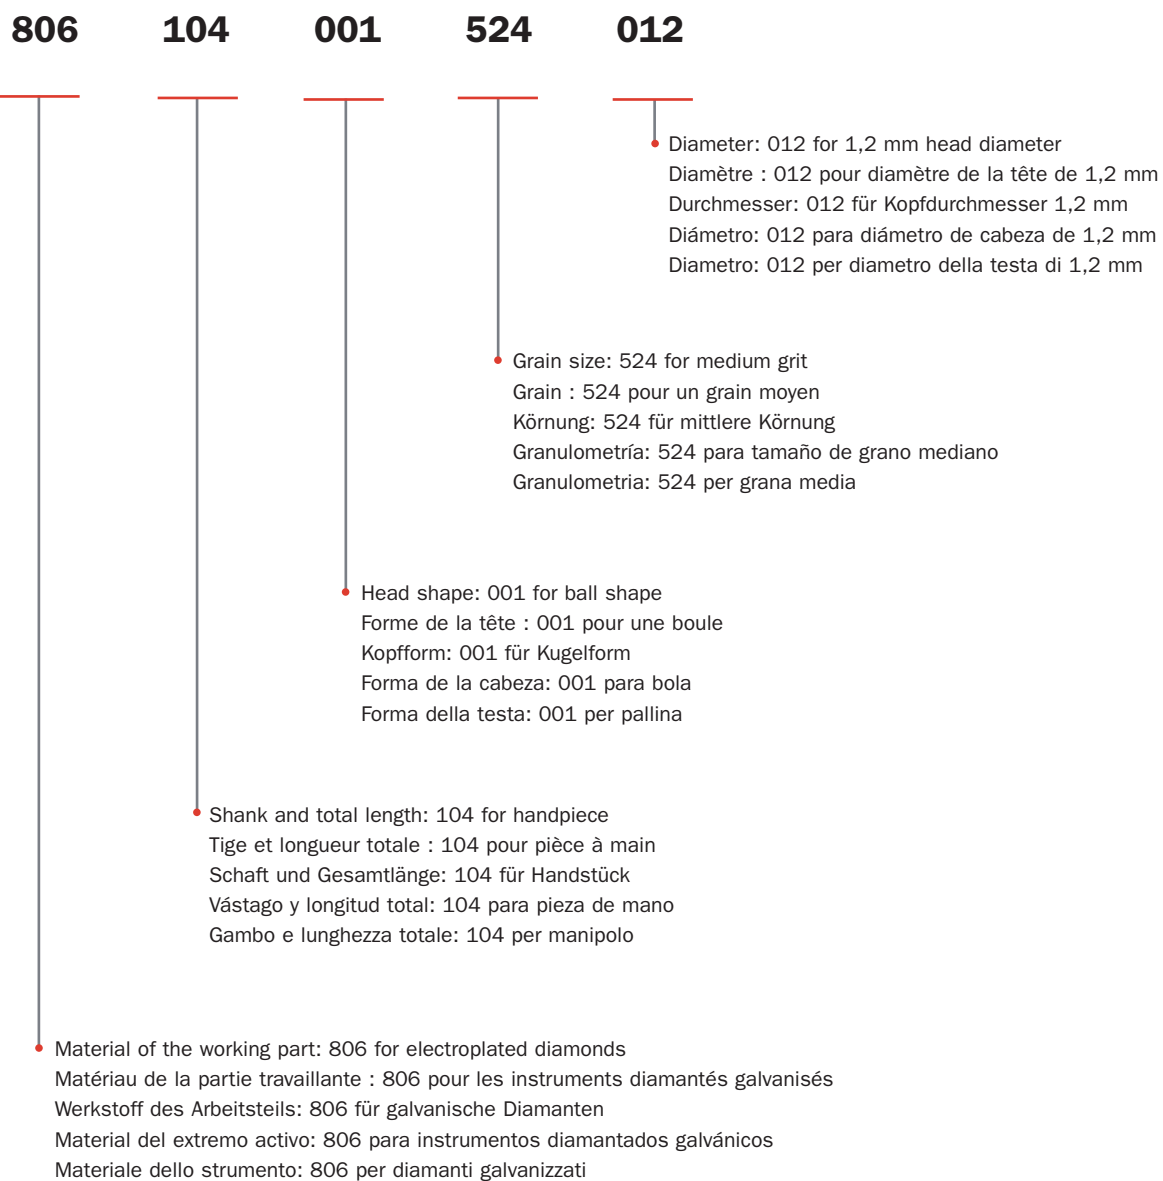 806 104 001 524 012
Diameter: 012 for 1,2 mm head diameter
Diamètre : 012 pour diamètre de la tête de 1,2 mm
Durchmesser: 012 für Kopfdurchmesser 1,2 mm
Diámetro: 012 para diámetro de cabeza de 1,2 mm
Diametro: 012 per diametro della testa di 1,2 mm
Grain size: 524 for medium grit
Grain : 524 pour un grain moyen
Körnung: 524 für mittlere Körnung
Granulometría: 524 para tamaño de grano mediano
Granulometria: 524 per grana media
Head shape: 001 for ball shape
Forme de la tête : 001 pour une boule
Kopfform: 001 für Kugelform
Forma de la cabeza: 001 para bola
Forma della testa: 001 per pallina
Shank and total length: 104 for handpiece
Tige et longueur totale : 104 pour pièce à main
Schaft und Gesamtlänge: 104 für Handstück
Vástago y longitud total: 104 para pieza de mano
Gambo e lunghezza totale: 104 per manipolo
Material of the working part: 806 for electroplated diamonds
Matériau de la partie travaillante : 806 pour les instruments diamantés galvanisés
Werkstoff des Arbeitsteils: 806 für galvanische Diamanten
Material del extremo activo: 806 para instrumentos diamantados galvánicos
Materiale dello strumento: 806 per diamanti galvanizzati